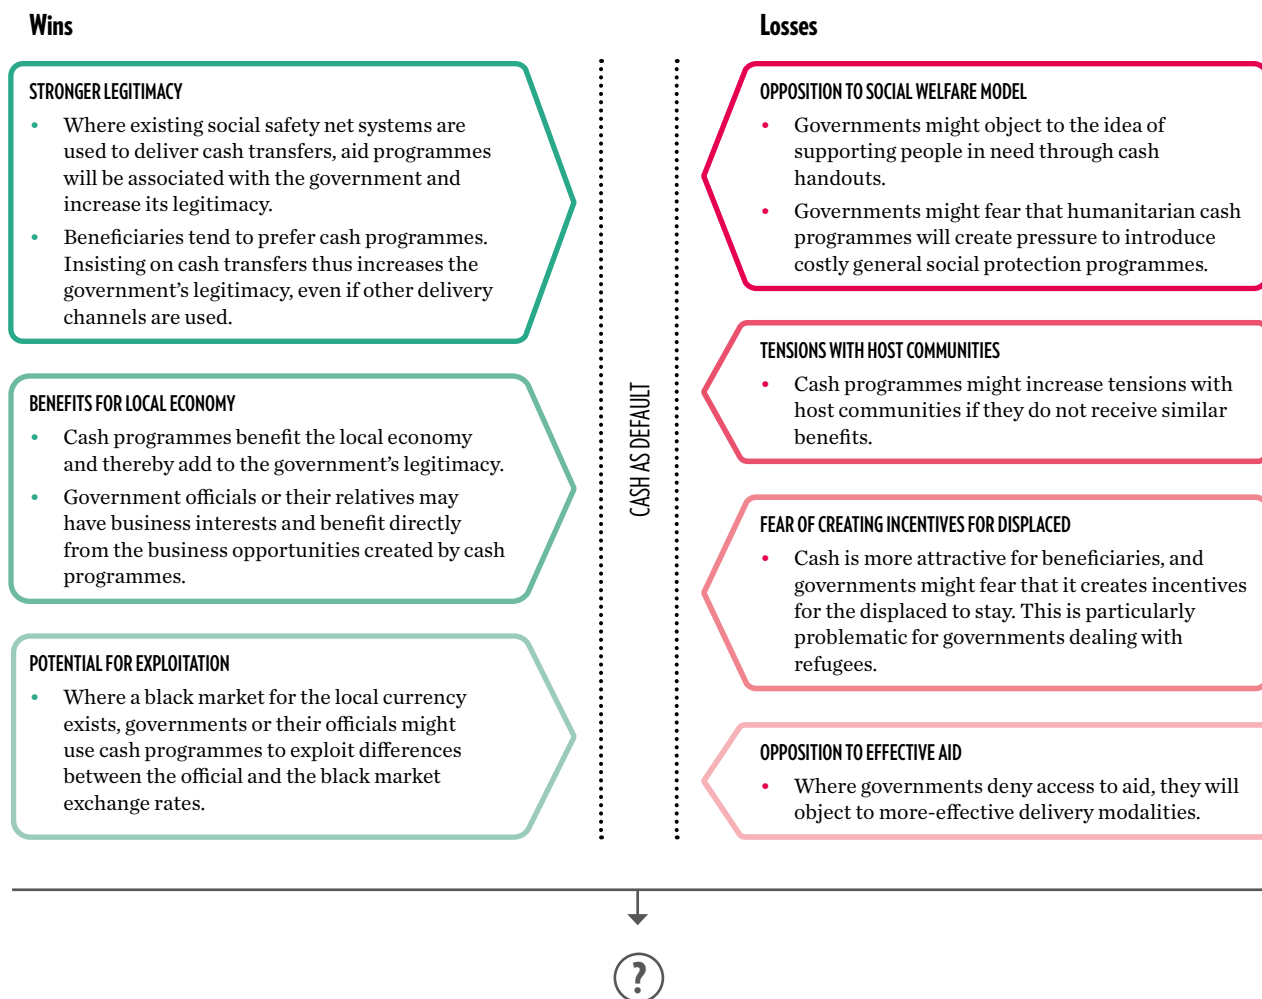 Wins
STRONGER LEGITIMACY
• Where existing social safety net systems are
used to deliver cash transfers, aid programmes
will be associated with the government and
increase its legitimacy.
• Beneficiaries tend to prefer cash programmes.
Insisting on cash transfers thus increases the
government’s legitimacy, even if other delivery
channels are used.
BENEFITS FOR LOCAL ECONOMY
• Cash programmes benefit the local economy
and thereby add to the government’s legitimacy.
• Government officials or their relatives may
have business interests and benefit directly
from the business opportunities created by cash
programmes.
POTENTIAL FOR EXPLOITATION
• Where a black market for the local currency
exists, governments or their officials might
use cash programmes to exploit differences
between the official and the black market
exchange rates.
CASH AS DEFAULT
Losses
OPPOSITION TO SOCIAL WELFARE MODEL
• Governments might object to the idea of
supporting people in need through cash
handouts.
• Governments might fear that humanitarian cash
programmes will create pressure to introduce
costly general social protection programmes.
TENSIONS WITH HOST COMMUNITIES
• Cash programmes might increase tensions with
host communities if they do not receive similar
benefits.
FEAR OF CREATING INCENTIVES FOR DISPLACED
• Cash is more attractive for beneficiaries, and
governments might fear that it creates incentives
for the displaced to stay. This is particularly
problematic for governments dealing with
refugees.
OPPOSITION TO EFFECTIVE AID
• Where governments deny access to aid, they will
object to more-effective delivery modalities.
?